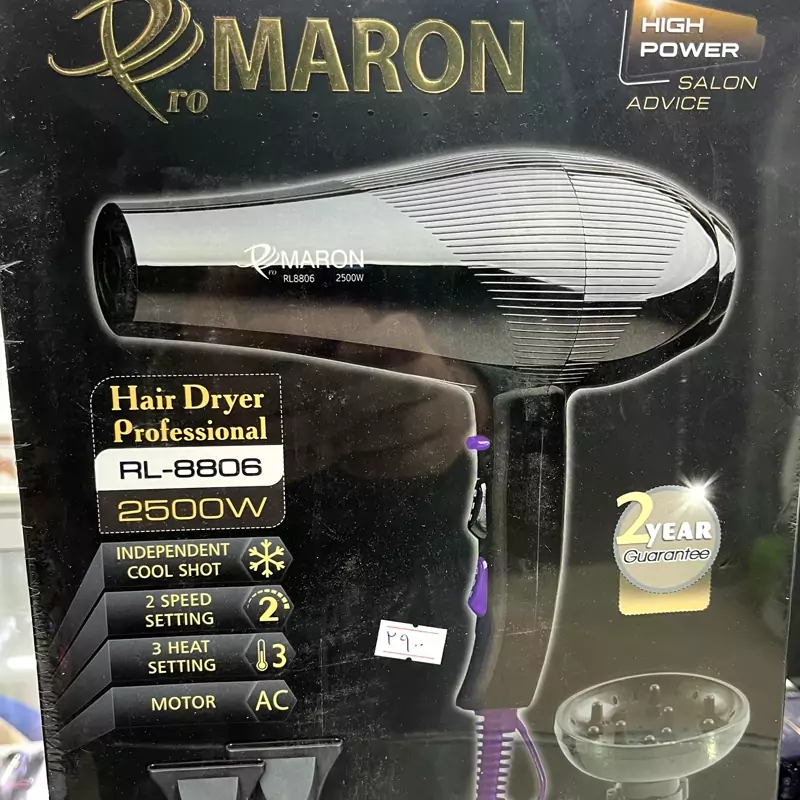 Pro MARON
HIGH
POWER
SALON
ADVICE
Pro MARON
RL8806 2500W
Hair Dryer
Professional
RL-8806
2500W
INDEPENDENT
COOL SHOT
2 SPEED
SETTING
2
3 HEAT
SETTING
3
MOTOR
AC
2 YEAR
Guarantee
۲۹۰۰